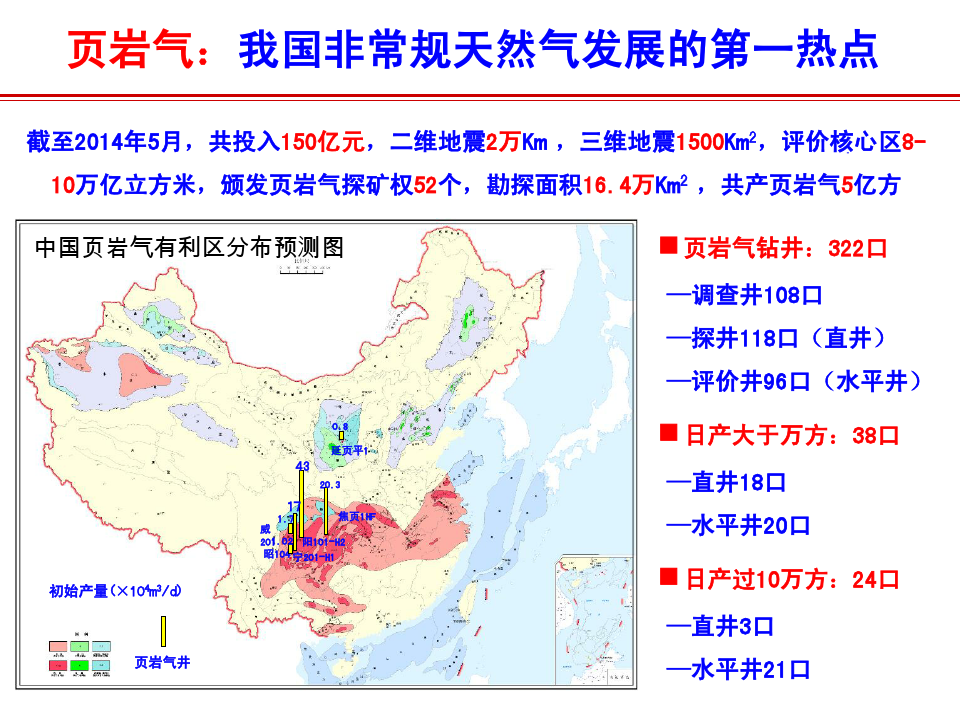 页岩气：我国非常规天然气发展的第一热点
截至2014年5月，共投入150亿元，二维地震2万Km ，三维地震1500Km²，评价核心区8-
10万亿立方米，颁发页岩气探矿权52个，勘探面积16.4万Km² ，共产页岩气5亿方
中国页岩气有利区分布预测图
0.8
延页平1
43
20.3
17
焦页1HF
威
201
阳101-H2
昭104
宁201-H1
初始产量(×10⁴m³/d)
页岩气井
■页岩气钻井：322口
—调查井108口
—探井118口（直井）
—评价井96口（水平井）
■日产大于万方：38口
—直井18口
—水平井20口
■日产过10万方：24口
—直井3口
—水平井21口